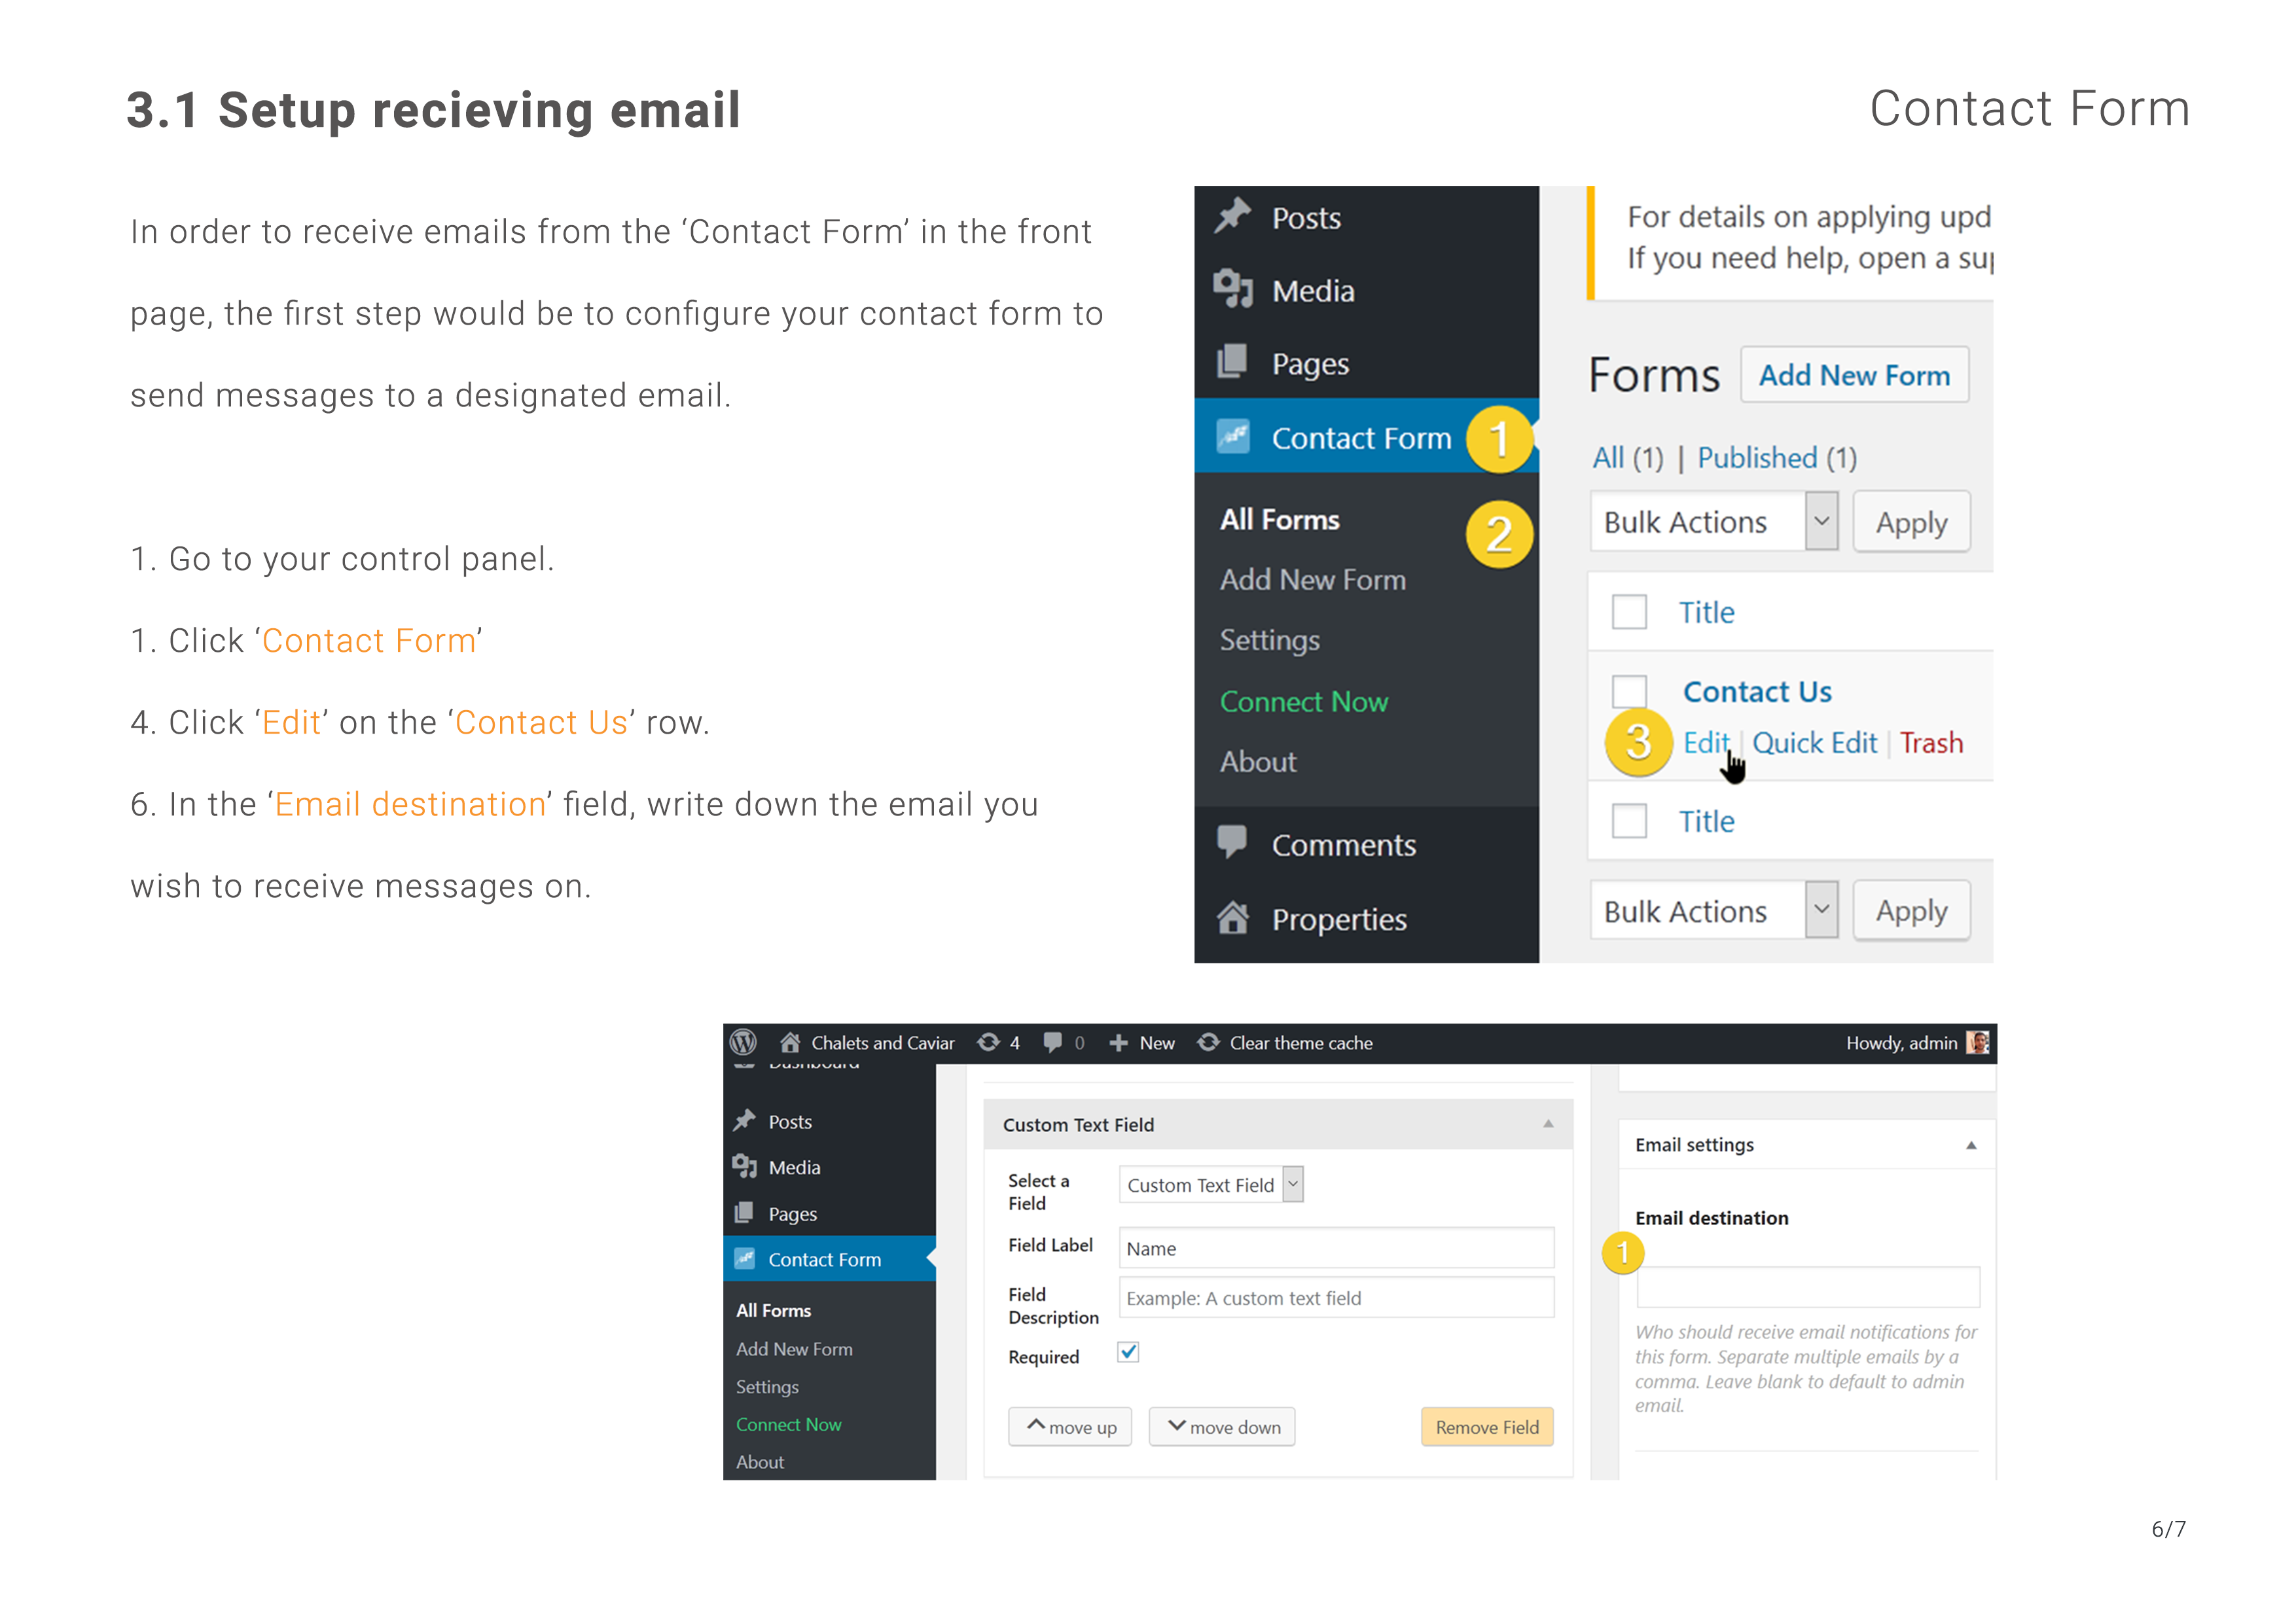 3.1 Setup recieving email
Contact Form
In order to receive emails from the ‘Contact Form’ in the front
page, the first step would be to configure your contact form to
send messages to a designated email.
1. Go to your control panel.
1. Click ‘Contact Form’
4. Click ‘Edit’ on the ‘Contact Us’ row.
6. In the ‘Email destination’ field, write down the email you
wish to receive messages on.
Posts
Media
Pages
Contact Form 1
All Forms 2
Add New Form
Settings
Connect Now
About
Comments
Properties
For details on applying upd
If you need help, open a su
Forms Add New Form
All (1) | Published (1)
Bulk Actions Apply
Title
Contact Us
3 Edit | Quick Edit | Trash
Title
Bulk Actions Apply
Chalets and Caviar 4 0 New Clear theme cache Howdy, admin
Dashboard
Posts
Media
Pages
Contact Form
All Forms
Add New Form
Settings
Connect Now
About
Custom Text Field
Select a
Field
Custom Text Field
Field Label Name
Field
Description
Example: A custom text field
Required
move up move down Remove Field
Email settings
Email destination
1
Who should receive email notifications for
this form. Separate multiple emails by a
comma. Leave blank to default to admin
email.
6/7